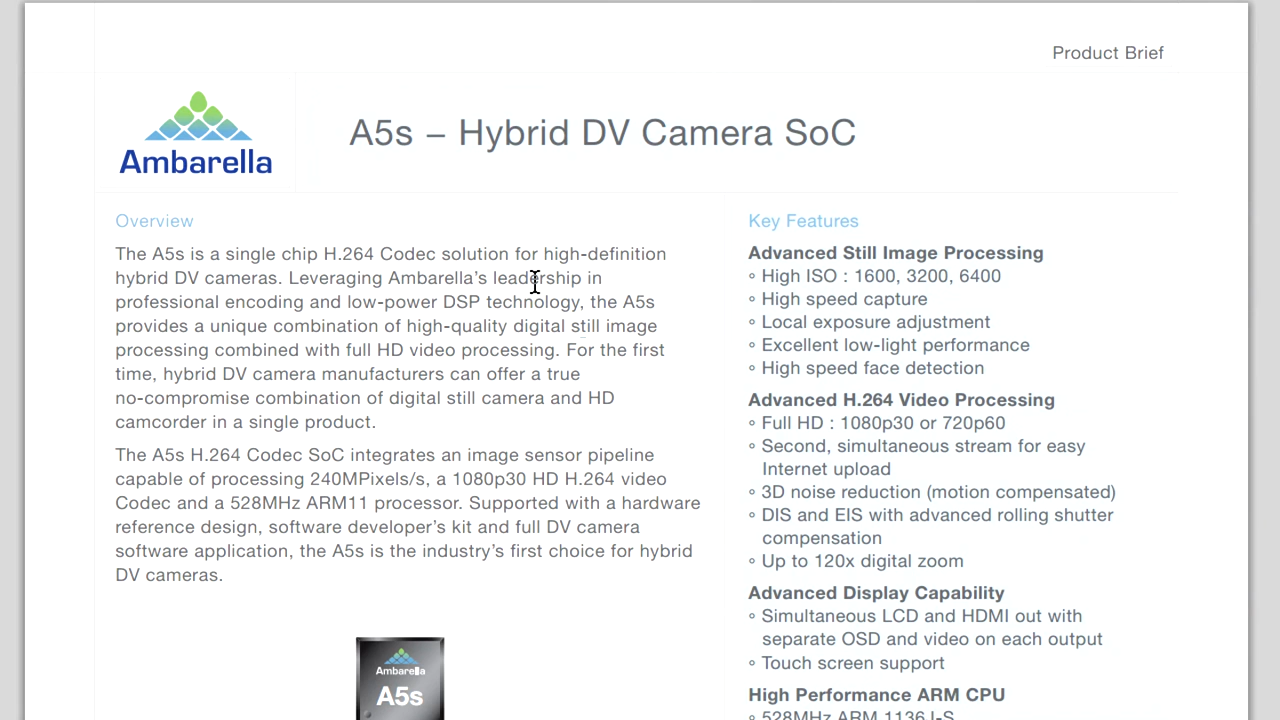 Product Brief
Ambarella
A5s – Hybrid DV Camera SoC
Overview
The A5s is a single chip H.264 Codec solution for high-definition
hybrid DV cameras. Leveraging Ambarella's leadership in
professional encoding and low-power DSP technology, the A5s
provides a unique combination of high-quality digital still image
processing combined with full HD video processing. For the first
time, hybrid DV camera manufacturers can offer a true
no-compromise combination of digital still camera and HD
camcorder in a single product.
The A5s H.264 Codec SoC integrates an image sensor pipeline
capable of processing 240MPixels/s, a 1080p30 HD H.264 video
Codec and a 528MHz ARM11 processor. Supported with a hardware
reference design, software developer's kit and full DV camera
software application, the A5s is the industry's first choice for hybrid
DV cameras.
Ambarella
A5s
Key Features
Advanced Still Image Processing
◦ High ISO : 1600, 3200, 6400
◦ High speed capture
◦ Local exposure adjustment
◦ Excellent low-light performance
◦ High speed face detection
Advanced H.264 Video Processing
◦ Full HD : 1080p30 or 720p60
◦ Second, simultaneous stream for easy
Internet upload
◦ 3D noise reduction (motion compensated)
◦ DIS and EIS with advanced rolling shutter
compensation
◦ Up to 120x digital zoom
Advanced Display Capability
◦ Simultaneous LCD and HDMI out with
separate OSD and video on each output
◦ Touch screen support
High Performance ARM CPU
◦ 528MHz ARM 1136J-S